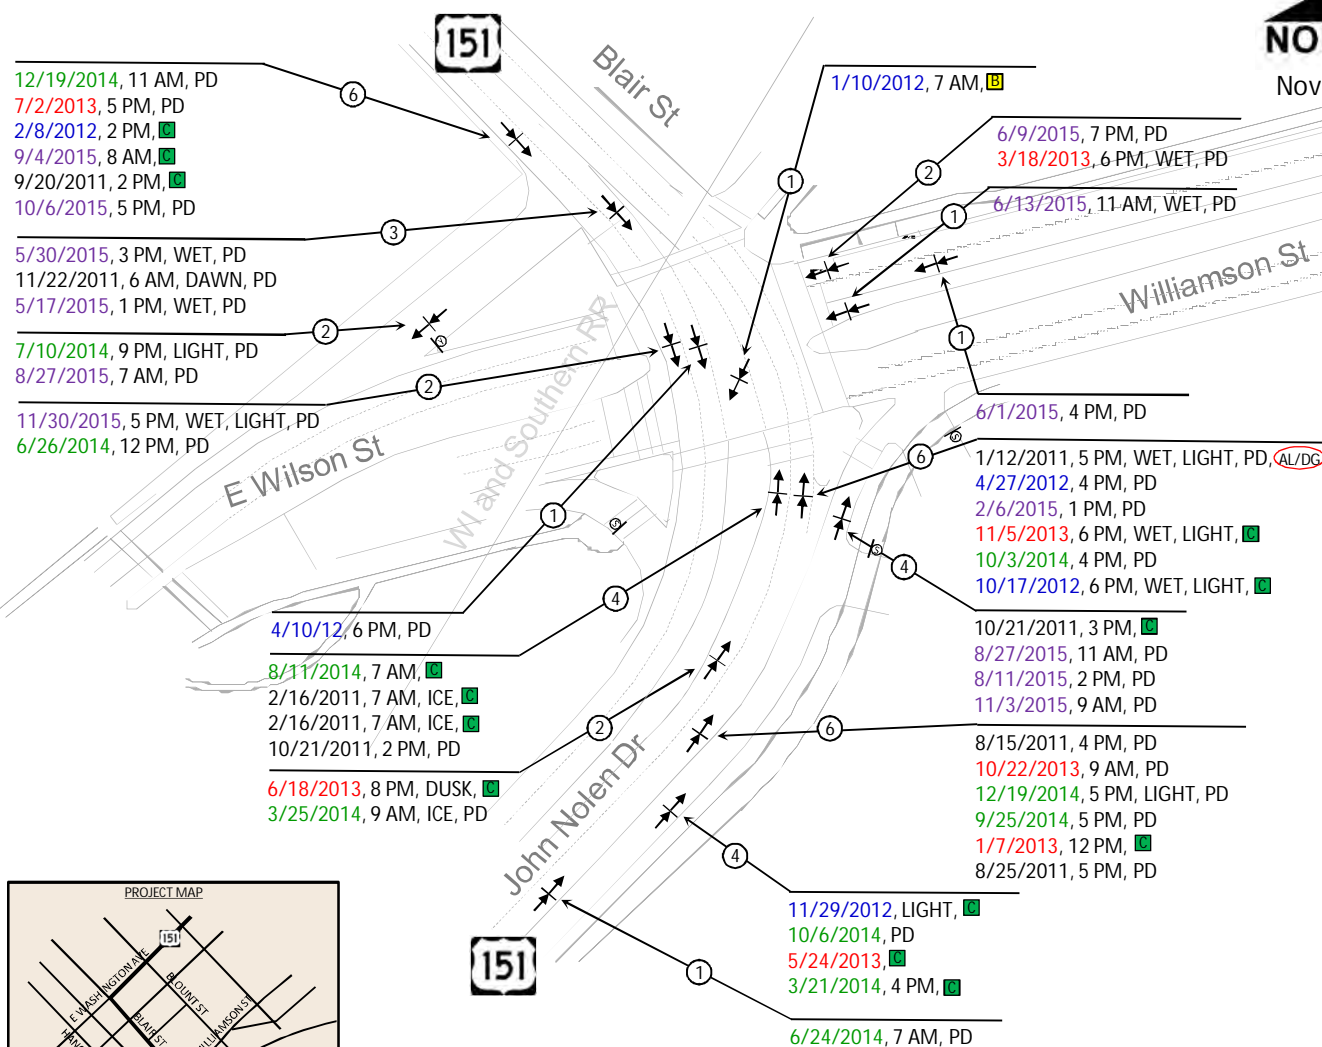 151
Blair St
NO
Nov
12/19/2014, 11 AM, PD
7/2/2013, 5 PM, PD
2/8/2012, 2 PM, C
9/4/2015, 8 AM, C
9/20/2011, 2 PM, C
10/6/2015, 5 PM, PD
6
1/10/2012, 7 AM, B
1
6/9/2015, 7 PM, PD
3/18/2013, 6 PM, WET, PD
2
6/13/2015, 11 AM, WET, PD
1
5/30/2015, 3 PM, WET, PD
11/22/2011, 6 AM, DAWN, PD
5/17/2015, 1 PM, WET, PD
3
Williamson St
7/10/2014, 9 PM, LIGHT, PD
8/27/2015, 7 AM, PD
2
11/30/2015, 5 PM, WET, LIGHT, PD
6/26/2014, 12 PM, PD
2
1
6/1/2015, 4 PM, PD
E Wilson St
WI and Southern RR
6
1/12/2011, 5 PM, WET, LIGHT, PD, AL/DG
4/27/2012, 4 PM, PD
2/6/2015, 1 PM, PD
11/5/2013, 6 PM, WET, LIGHT, C
10/3/2014, 4 PM, PD
10/17/2012, 6 PM, WET, LIGHT, C
1
4/10/12, 6 PM, PD
4
8/11/2014, 7 AM, C
2/16/2011, 7 AM, ICE, C
2/16/2011, 7 AM, ICE, C
10/21/2011, 2 PM, PD
4
10/21/2011, 3 PM, C
8/27/2015, 11 AM, PD
8/11/2015, 2 PM, PD
11/3/2015, 9 AM, PD
2
6/18/2013, 8 PM, DUSK, C
3/25/2014, 9 AM, ICE, PD
6
8/15/2011, 4 PM, PD
10/22/2013, 9 AM, PD
12/19/2014, 5 PM, LIGHT, PD
9/25/2014, 5 PM, PD
1/7/2013, 12 PM, C
8/25/2011, 5 PM, PD
John Nolen Dr
4
11/29/2012, LIGHT, C
10/6/2014, PD
5/24/2013, C
3/21/2014, 4 PM, C
151
1
6/24/2014, 7 AM, PD
PROJECT MAP
151
E WASHINGTON AVE
BLOUNT ST
BLAIR ST